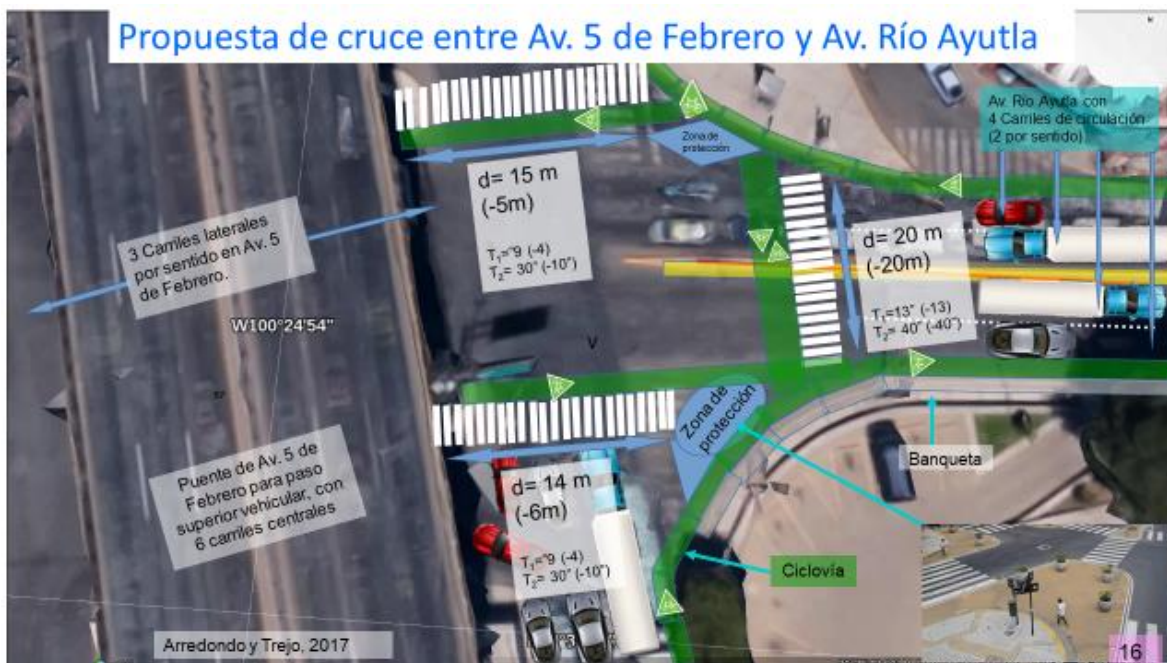 Propuesta de cruce entre Av. 5 de Febrero y Av. Río Ayutla
Av. Río Ayutla con
4 Carriles de circulación
(2 por sentido).
Zona de
protección
d= 15 m
(-5m)
T₁="9 (-4)
T₂= 30" (-10")
3 Carriles laterales
por sentido en Av. 5
de Febrero.
d= 20 m
(-20m)
T₁=13" (-13)
T₂= 40" (-40")
W100°24'54"
Zona de
protección
Banqueta
Puente de Av. 5 de
Febrero para paso
superior vehicular, con
6 carriles centrales
d= 14 m
(-6m)
T₁="9 (-4)
T₂= 30" (-10")
Ciclovía
Arredondo y Trejo, 2017
16